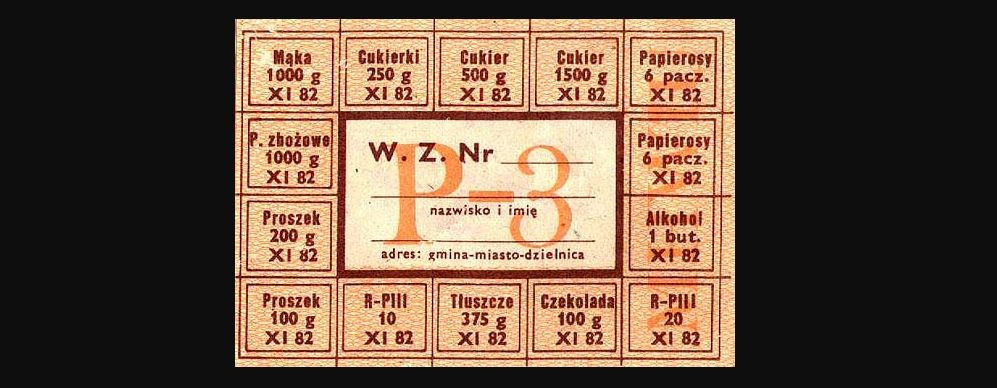 Mąka
1000 g
XI 82
Cukierki
250 g
XI 82
Cukier
500 g
XI 82
Cukier
1500 g
XI 82
Papierosy
6 pacz.
XI 82
P. zbożowe
1000 g
XI 82
W. Z. Nr
P-3
nazwisko i imię
adres: gmina-miasto-dzielnica
Papierosy
6 pacz.
XI 82
Proszek
200 g
XI 82
Alkohol
1 but.
XI 82
Proszek
100 g
XI 82
R-PIII
10
XI 82
Tłuszcze
375 g
XI 82
Czekolada
100 g
XI 82
R-PIII
20
XI 82